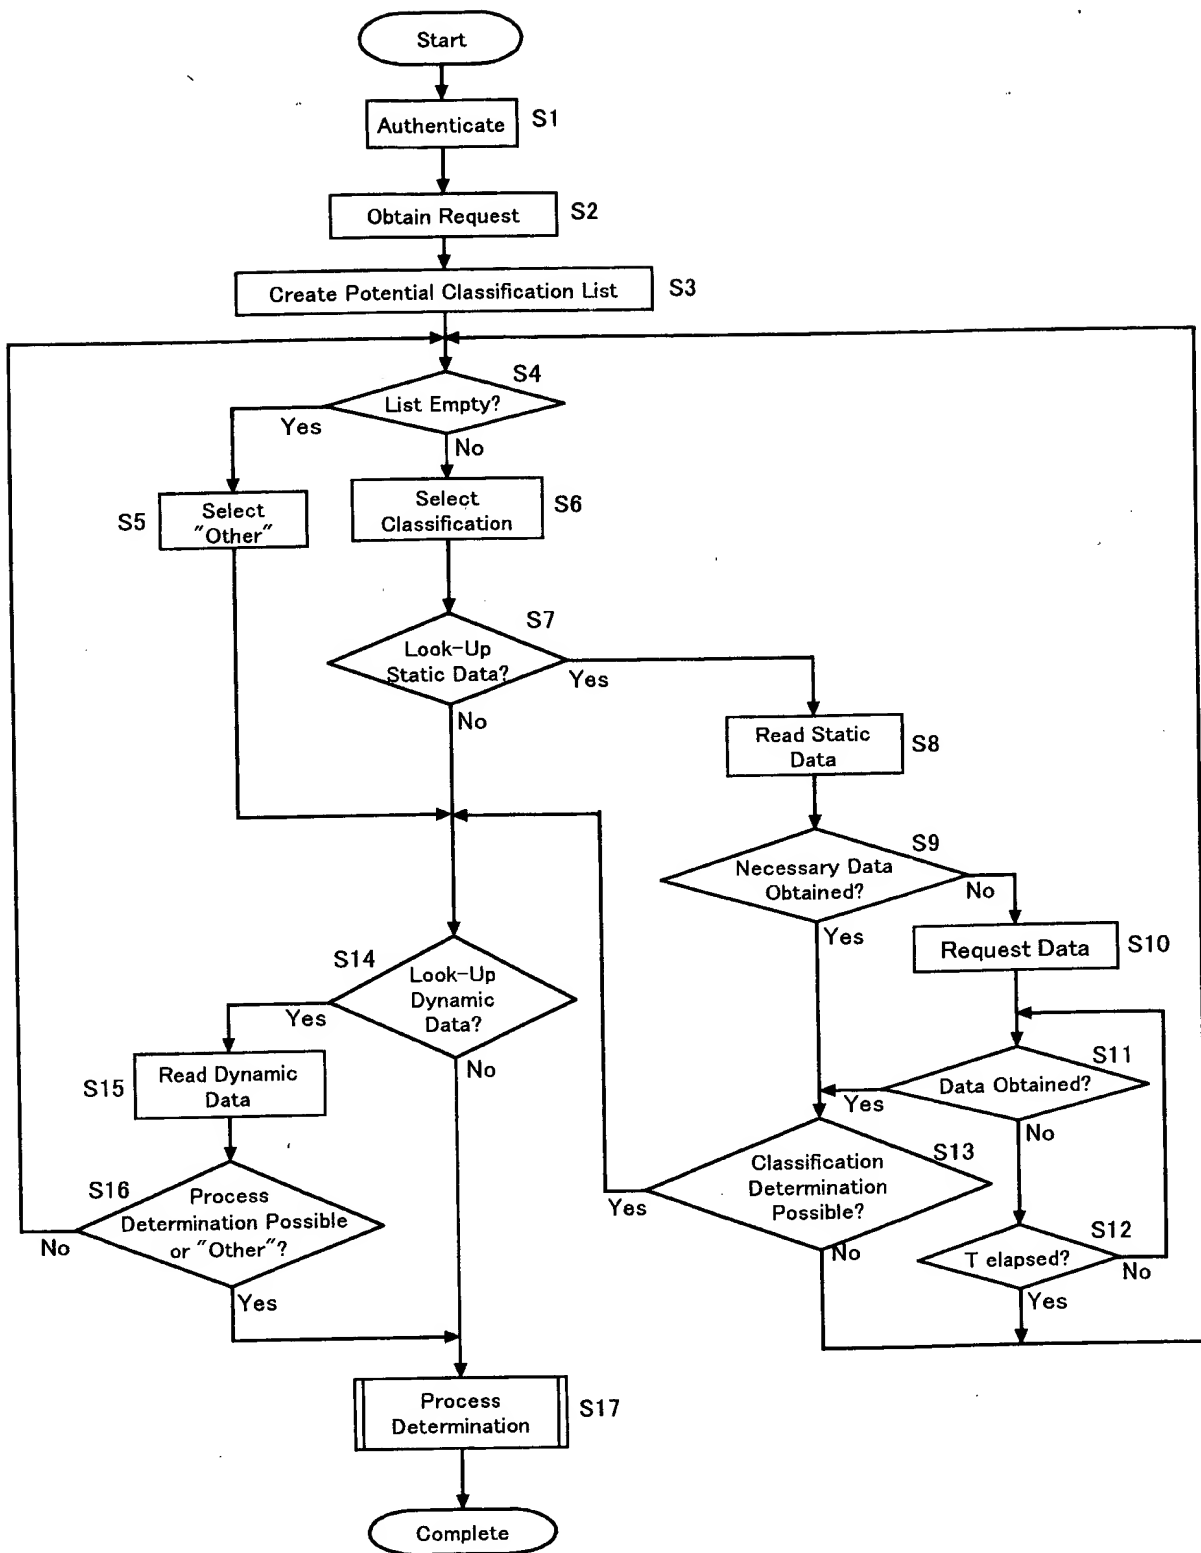 Start
Authenticate
S1
Obtain Request
S2
Create Potential Classification List
S3
S4
List Empty?
Yes
No
S5
Select
"Other"
Select
Classification
S6
S7
Look-Up
Static Data?
Yes
No
Read Static
Data
S8
S9
Necessary Data
Obtained?
No
Yes
Request Data
S10
S14
Look-Up
Dynamic
Data?
Yes
No
S15
Read Dynamic
Data
S11
Data Obtained?
Yes
No
S13
Classification
Determination
Possible?
Yes
No
S16
Process
Determination Possible
or "Other"?
No
Yes
S12
T elapsed?
No
Yes
Process
Determination
S17
Complete